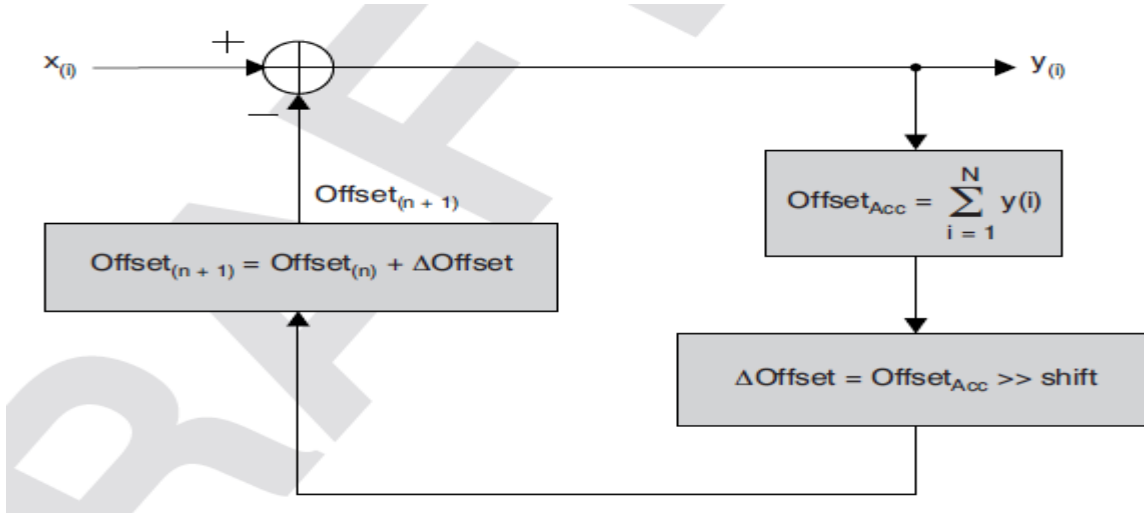 +
x(i)
y(i)
−
Offset(n + 1)
OffsetAcc = N∑i = 1 y(i)
Offset(n + 1) = Offset(n) + ΔOffset
ΔOffset = OffsetAcc >> shift